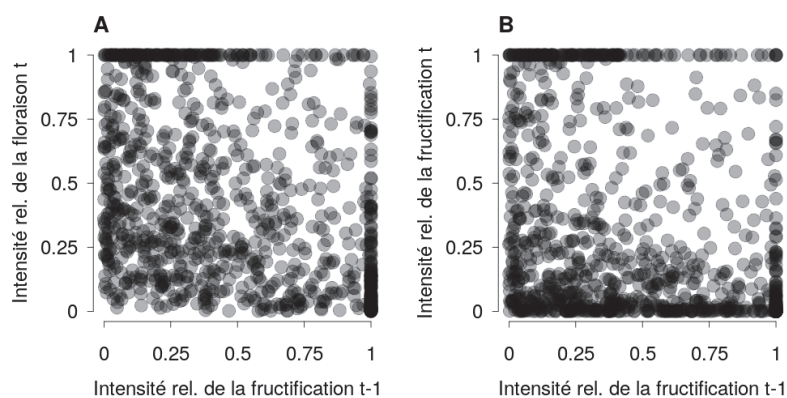 A
Intensité rel. de la floraison t
1
0.75
0.5
0.25
0
0 0.25 0.5 0.75 1
Intensité rel. de la fructification t-1
B
Intensité rel. de la fructification t
1
0.75
0.5
0.25
0
0 0.25 0.5 0.75 1
Intensité rel. de la fructification t-1